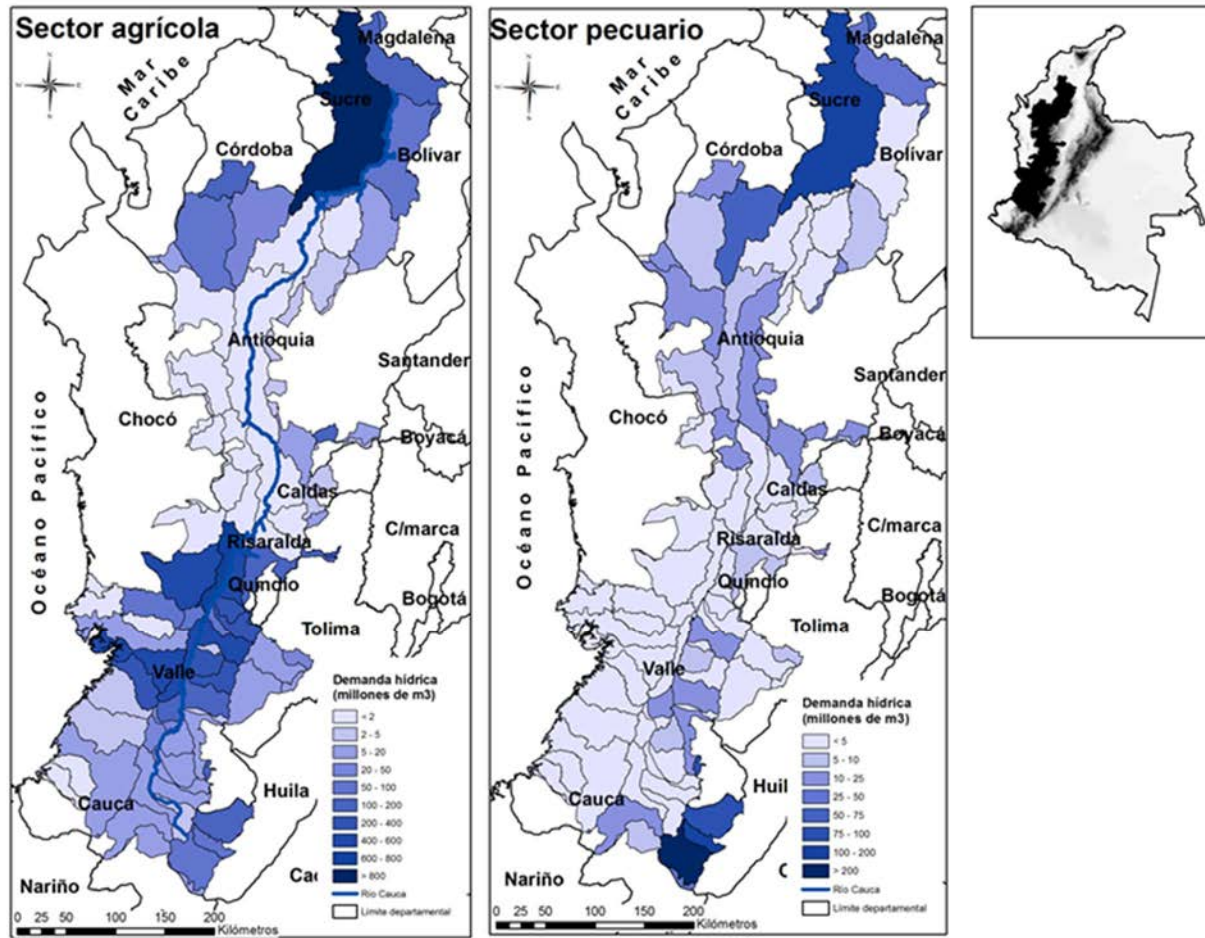 Sector agrícola
Magdalena
Mar
Caribe
Sucre
Córdoba
Bolívar
Antioquia
Santander
Chocó
Boyacá
Océano Pacífico
Caldas
C/marca
Risaralda
Quindio
Bogotá
Tolima
Valle
Demanda hídrica
(millones de m3)
< 2
2 - 5
5 - 20
20 - 50
50 - 100
100 - 200
200 - 400
400 - 600
600 - 800
> 800
Río Cauca
Límite departamental
Huila
Cauca
Caq
Nariño
0 25 50 100 150 200
Kilómetros
Sector pecuario
Magdalena
Mar
Caribe
Sucre
Córdoba
Bolívar
Antioquia
Santander
Chocó
Boyacá
Océano Pacífico
Caldas
C/marca
Risaralda
Quindio
Bogotá
Tolima
Valle
Demanda hídrica
(millones de m3)
< 5
5 - 10
10 - 25
25 - 50
50 - 75
75 - 100
100 - 200
> 200
Río Cauca
Límite departamental
Huil
Cauca
C
Nariño
0 25 50 100 150 200
Kilómetros